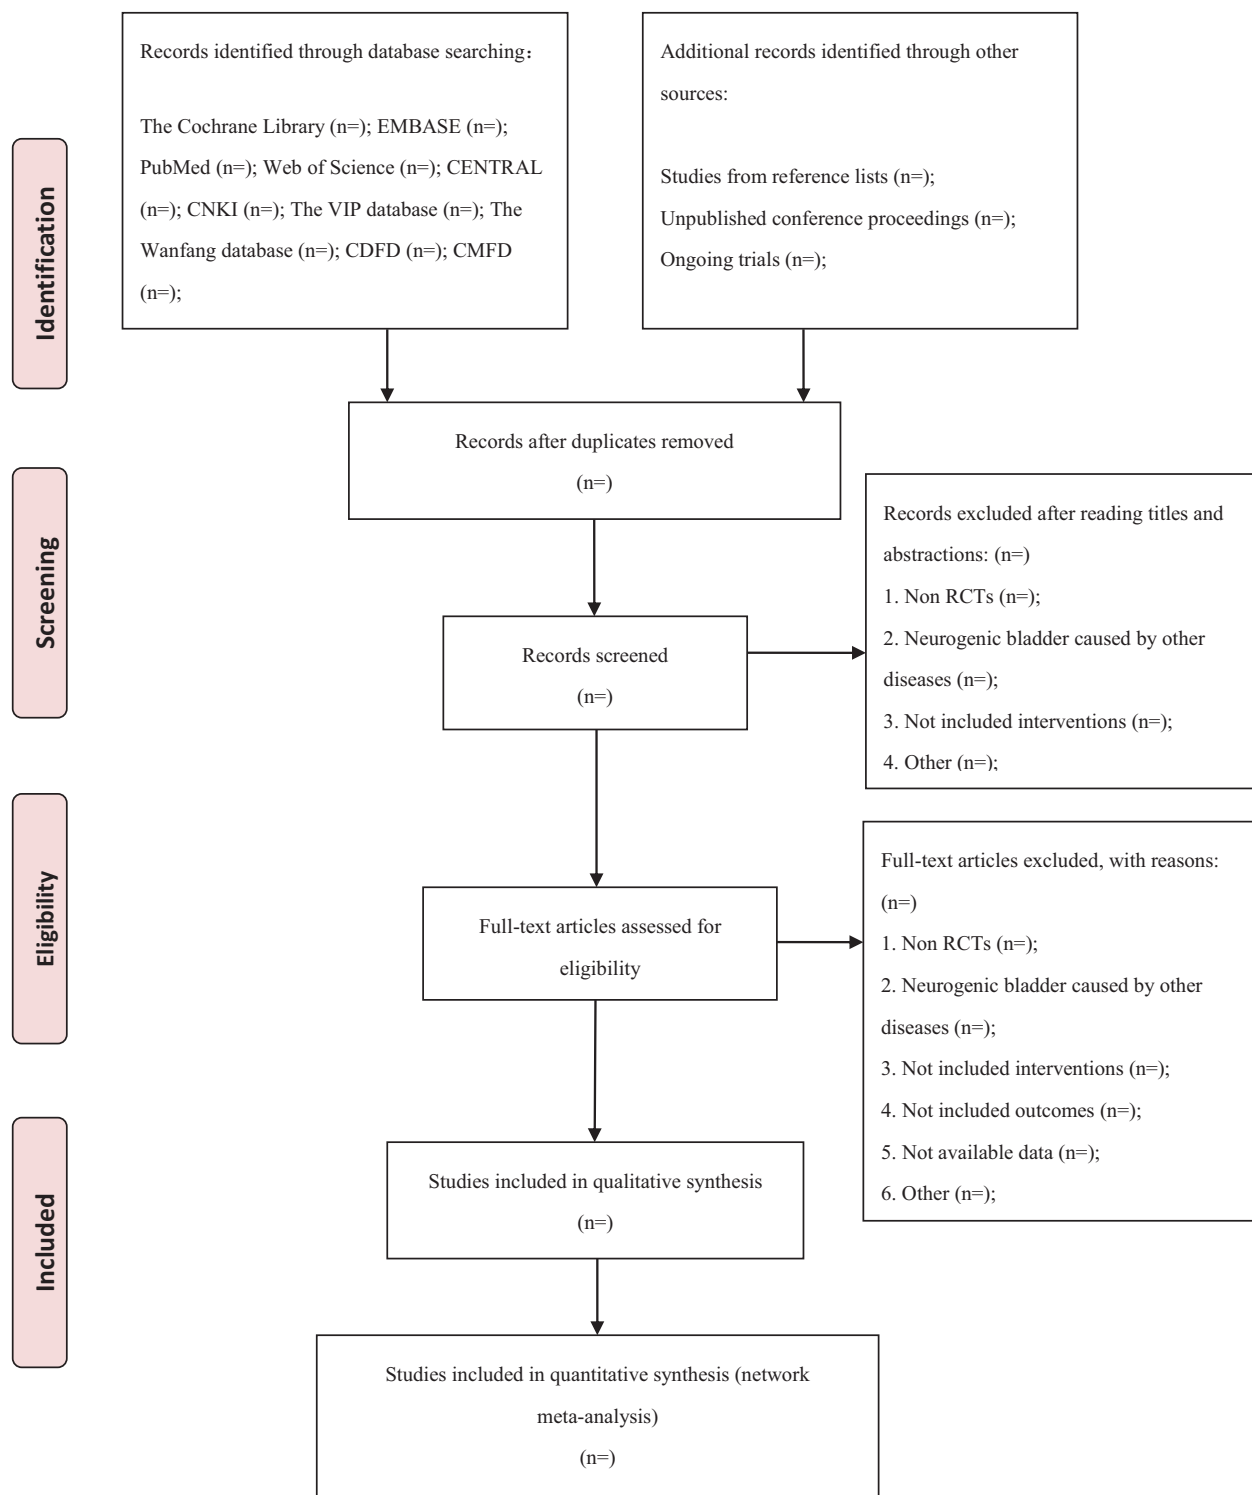 Records identified through database searching：
The Cochrane Library (n=); EMBASE (n=);
PubMed (n=); Web of Science (n=); CENTRAL
(n=); CNKI (n=); The VIP database (n=); The
Wanfang database (n=); CDFD (n=); CMFD
(n=);
Additional records identified through other
sources:
Studies from reference lists (n=);
Unpublished conference proceedings (n=);
Ongoing trials (n=);
Identification
Records after duplicates removed
(n=)
Screening
Records screened
(n=)
Records excluded after reading titles and
abstractions: (n=)
1. Non RCTs (n=);
2. Neurogenic bladder caused by other
diseases (n=);
3. Not included interventions (n=);
4. Other (n=);
Eligibility
Full-text articles assessed for
eligibility
Full-text articles excluded, with reasons:
(n=)
1. Non RCTs (n=);
2. Neurogenic bladder caused by other
diseases (n=);
3. Not included interventions (n=);
4. Not included outcomes (n=);
5. Not available data (n=);
6. Other (n=);
Included
Studies included in qualitative synthesis
(n=)
Studies included in quantitative synthesis (network
meta-analysis)
(n=)